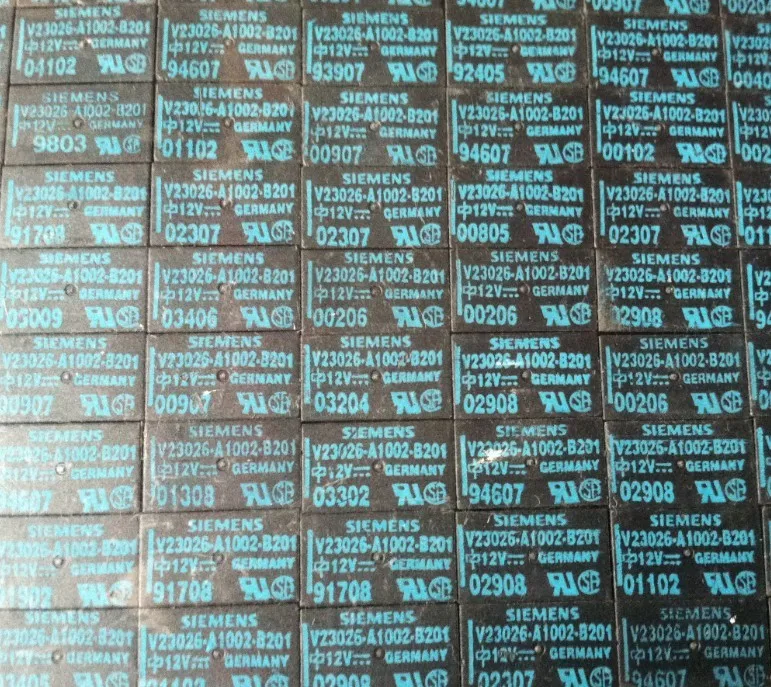 94607
00907
SIEMENS SIEMENS SIEMENS SIEMENS SIEMENS
V23026-A1002-B201 V23026-A1002-B201 V23026-A1002-B201 V23026-A1002-B201 V23026-A1002-B201
12V GERMANY 12V GERMANY 12V GERMANY 12V GERMANY 12V GERMANY
04102 94607 93907 92405 94607
SIEMENS SIEMENS SIEMENS SIEMENS SIEMENS
V23026-A1002-B201 V23026-A1002-B201 V23026-A1002-B201 V23026-A1002-B201 V23026-A1002-B201
12V GERMANY 12V GERMANY 12V GERMANY 12V GERMANY 12V GERMANY
9803 01102 00907 94607 00102
SIEMENS SIEMENS SIEMENS SIEMENS SIEMENS
V23026-A1002-B201 V23026-A1002-B201 V23026-A1002-B201 V23026-A1002-B201 V23026-A1002-B201
12V GERMANY 12V GERMANY 12V GERMANY 12V GERMANY 12V GERMANY
91708 02307 02307 00805 02307
SIEMENS SIEMENS SIEMENS SIEMENS SIEMENS
V23026-A1002-B201 V23026-A1002-B201 V23026-A1002-B201 V23026-A1002-B201 V23026-A1002-B201
12V GERMANY 12V GERMANY 12V GERMANY 12V GERMANY 12V GERMANY
03406 00206 00206 02908
SIEMENS SIEMENS SIEMENS SIEMENS SIEMENS
V23026-A1002-B201 V23026-A1002-B201 V23026-A1002-B201 V23026-A1002-B201 V23026-A1002-B201
12V GERMANY 12V GERMANY 12V GERMANY 12V GERMANY 12V GERMANY
00907 00907 03204 02908 00206
SIEMENS SIEMENS SIEMENS SIEMENS SIEMENS
V23026-A1002-B201 V23026-A1002-B201 V23026-A1002-B201 V23026-A1002-B201 V23026-A1002-B201
12V GERMANY 12V GERMANY 12V GERMANY 12V GERMANY 12V GERMANY
94607 01308 03302 94607 02908
SIEMENS SIEMENS SIEMENS SIEMENS SIEMENS
V23026-A1002-B201 V23026-A1002-B201 V23026-A1002-B201 V23026-A1002-B201 V23026-A1002-B201
12V GERMANY 12V GERMANY 12V GERMANY 12V GERMANY 12V GERMANY
91708 91708 02908 01102
SIEMENS SIEMENS SIEMENS SIEMENS SIEMENS
V23026-A1002-B201 V23026-A1002-B201 V23026-A1002-B201 V23026-A1002-B201 V23026-A1002-B201
12V GERMANY 12V GERMANY 12V GERMANY 12V GERMANY 12V GERMANY
02908 02307 94607